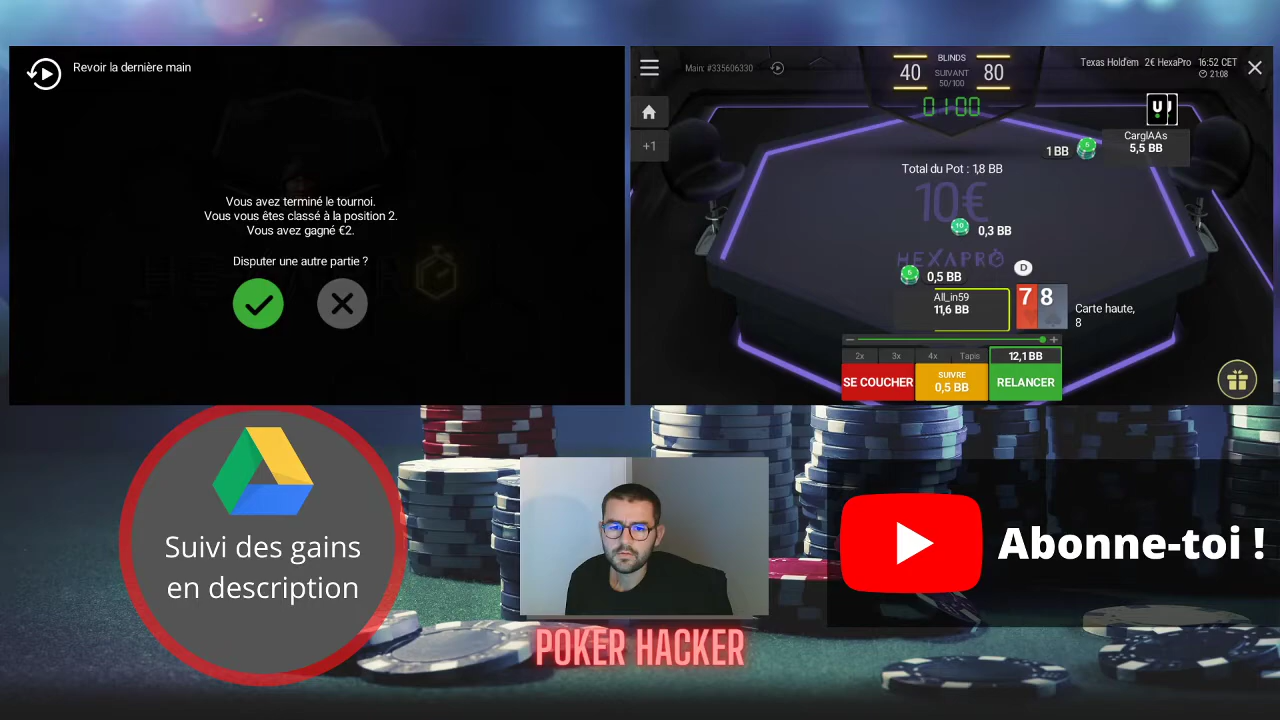 Revoir la dernière main
Vous avez terminé le tournoi.
Vous vous êtes classé à la position 2.
Vous avez gagné €2.
Disputer une autre partie ?
Main: #335606330
BLINDS
40
SUIVANT
50/100
80
01:00
Texas Hold'em 2€ HexaPro 16:52 CET
21:08
+1
U
CarglAAs
5,5 BB
1 BB
5
Total du Pot : 1,8 BB
10€
10
0,3 BB
HEXAPRO
5
0,5 BB
D
All_in59
11,6 BB
7 8
Carte haute,
8
2x 3x 4x Tapis 12,1 BB
SE COUCHER
SUIVRE
0,5 BB
RELANCER
Suivi des gains
en description
POKER HACKER
Abonne-toi !